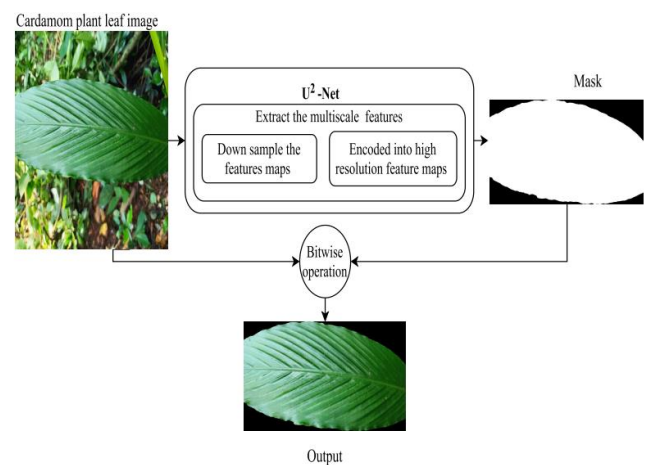 Cardamom plant leaf image
U²-Net
Extract the multiscale features
Down sample the
features maps
Encoded into high
resolution feature maps
Mask
Bitwise
operation
Output